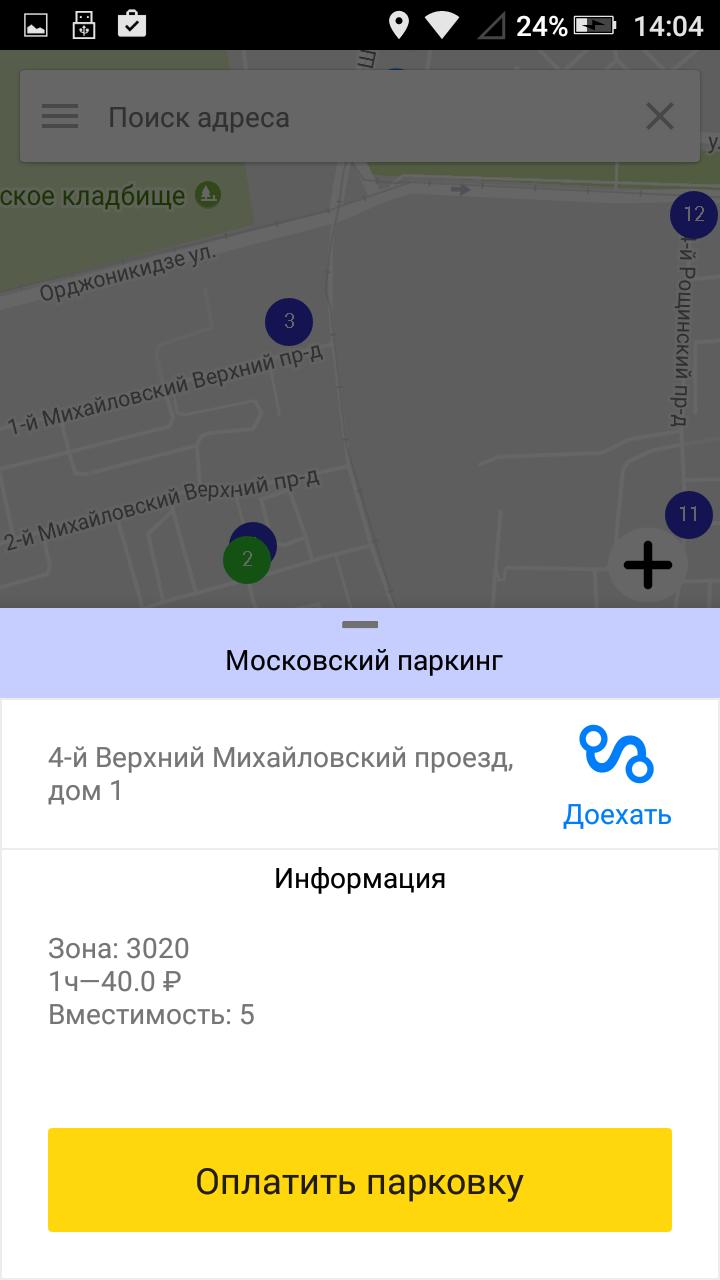 24% 14:04
Поиск адреса
ское кладбище
у.
12
Орджоникидзе ул.
4-й Рощинский пр-д
3
1-й Михайловский Верхний пр-д
2-й Михайловский Верхний пр-д
11
2
Московский паркинг
4-й Верхний Михайловский проезд,
дом 1
Доехать
Информация
Зона: 3020
1ч—40.0 ₽
Вместимость: 5
Оплатить парковку